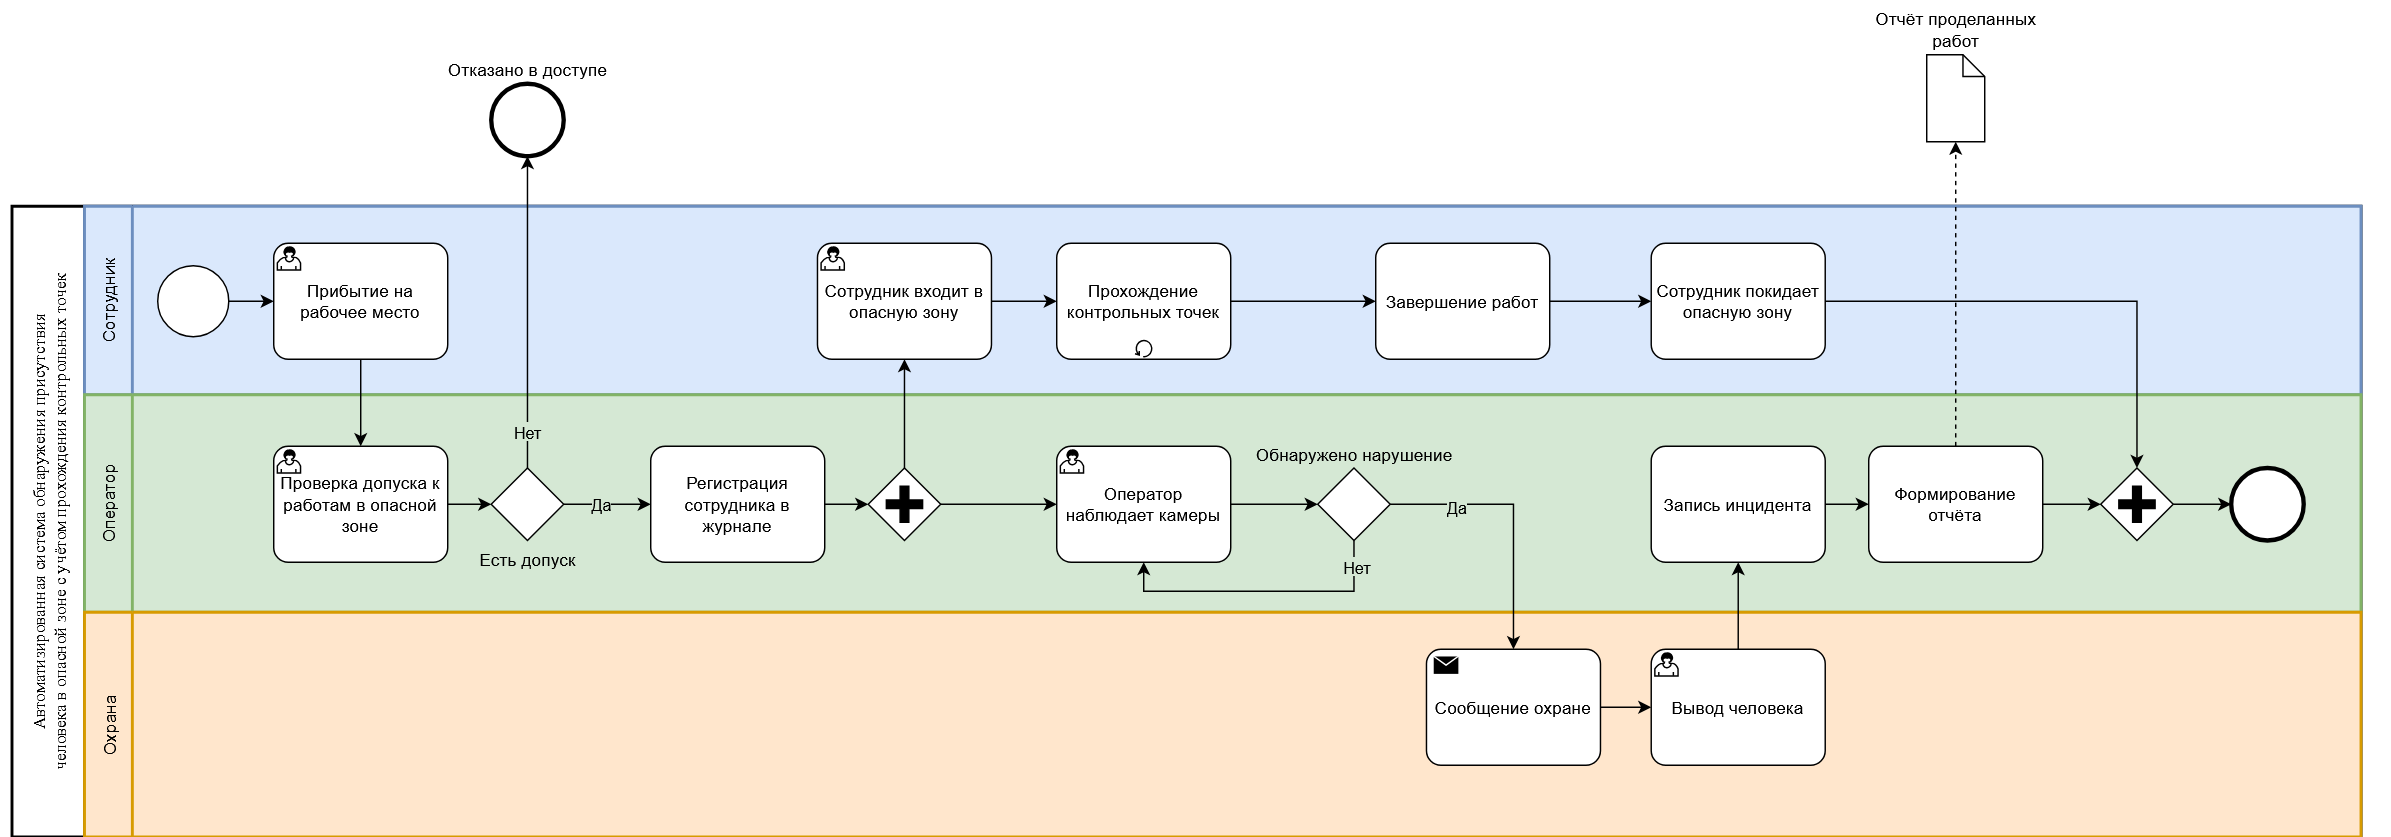 Отчёт проделанных
работ
Отказано в доступе
Автоматизированная система обнаружения присутствия
человека в опасной зоне с учётом прохождения контрольных точек
Сотрудник
Прибытие на
рабочее место
Сотрудник входит в
опасную зону
Прохождение
контрольных точек
Завершение работ
Сотрудник покидает
опасную зону
Оператор
Проверка допуска к
работам в опасной
зоне
Нет
Есть допуск
Да
Регистрация
сотрудника в
журнале
Оператор
наблюдает камеры
Обнаружено нарушение
Да
Нет
Запись инцидента
Формирование
отчёта
Охрана
Сообщение охране
Вывод человека